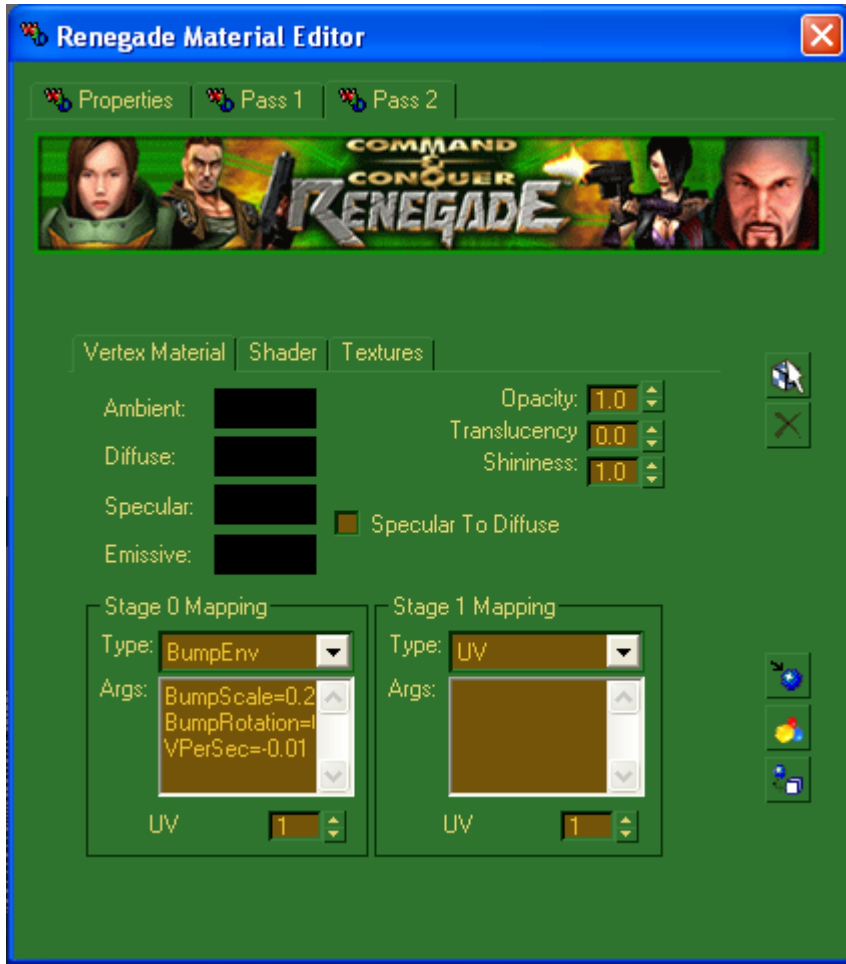 Renegade Material Editor
Properties Pass 1 Pass 2
COMMAND
&
CONQUER
RENEGADE
Vertex Material Shader Textures
Ambient:
Opacity: 1.0
Translucency 0.0
Diffuse:
Shininess: 1.0
Specular:
Specular To Diffuse
Emissive:
Stage 0 Mapping
Type: BumpEnv
Args: BumpScale=0.2
BumpRotation=
VPerSec=-0.01
UV 1
Stage 1 Mapping
Type: UV
Args:
UV 1